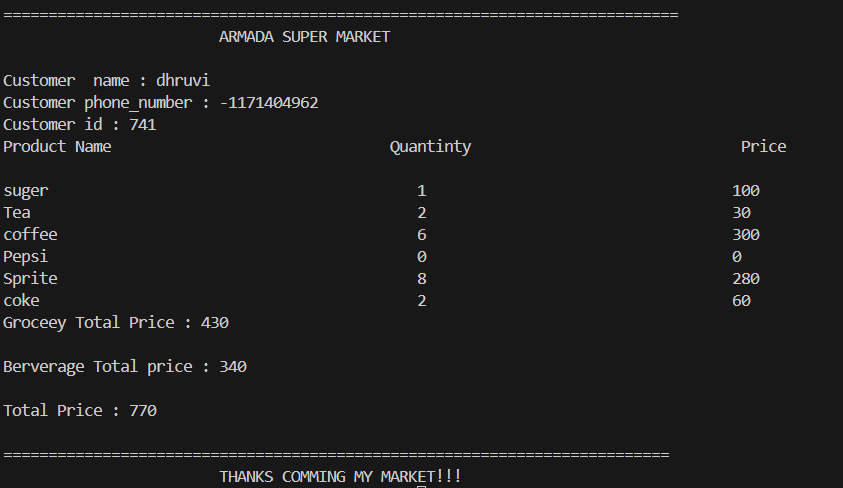 ===========================================================================
ARMADA SUPER MARKET
Customer  name : dhruvi
Customer phone_number : -1171404962
Customer id : 741
Product Name Quantinty Price
suger 1 100
Tea 2 30
coffee 6 300
Pepsi 0 0
Sprite 8 280
coke 2 60
Groceey Total Price : 430
Berverage Total price : 340
Total Price : 770
==========================================================================
THANKS COMMING MY MARKET!!!